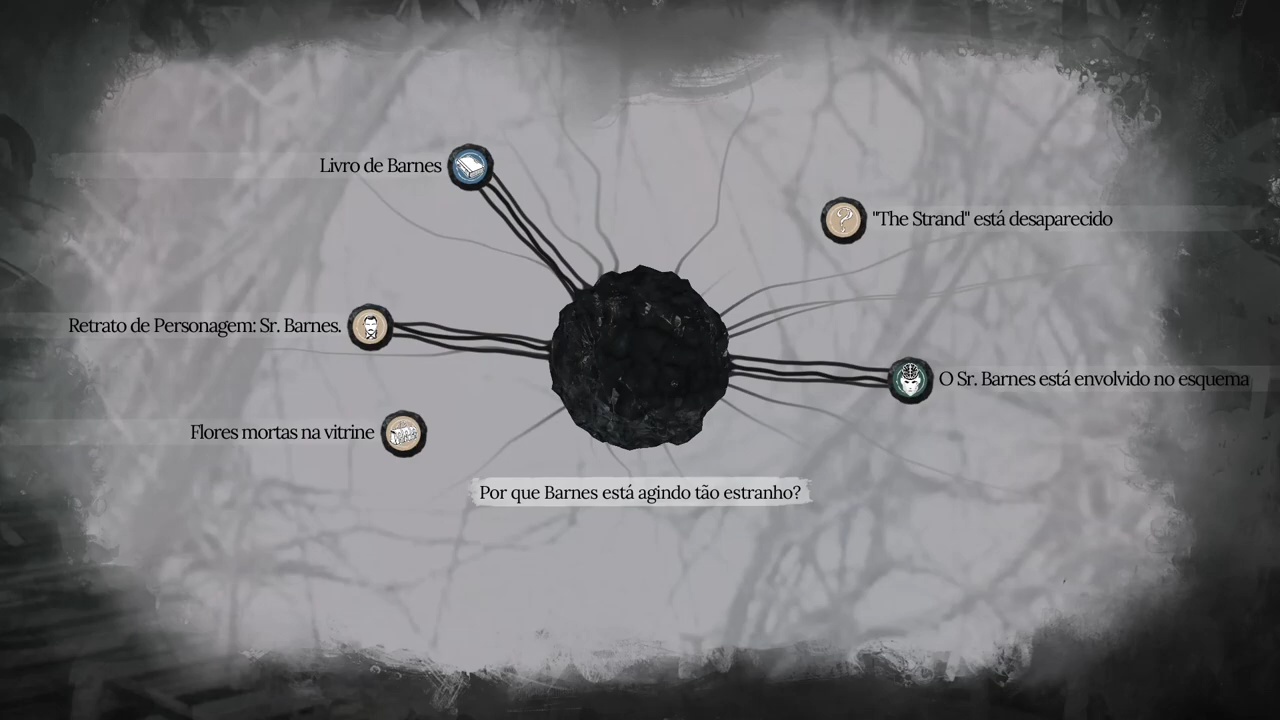 Livro de Barnes
"The Strand" está desaparecido
Retrato de Personagem: Sr. Barnes.
O Sr. Barnes está envolvido no esquema
Flores mortas na vitrine
Por que Barnes está agindo tão estranho?